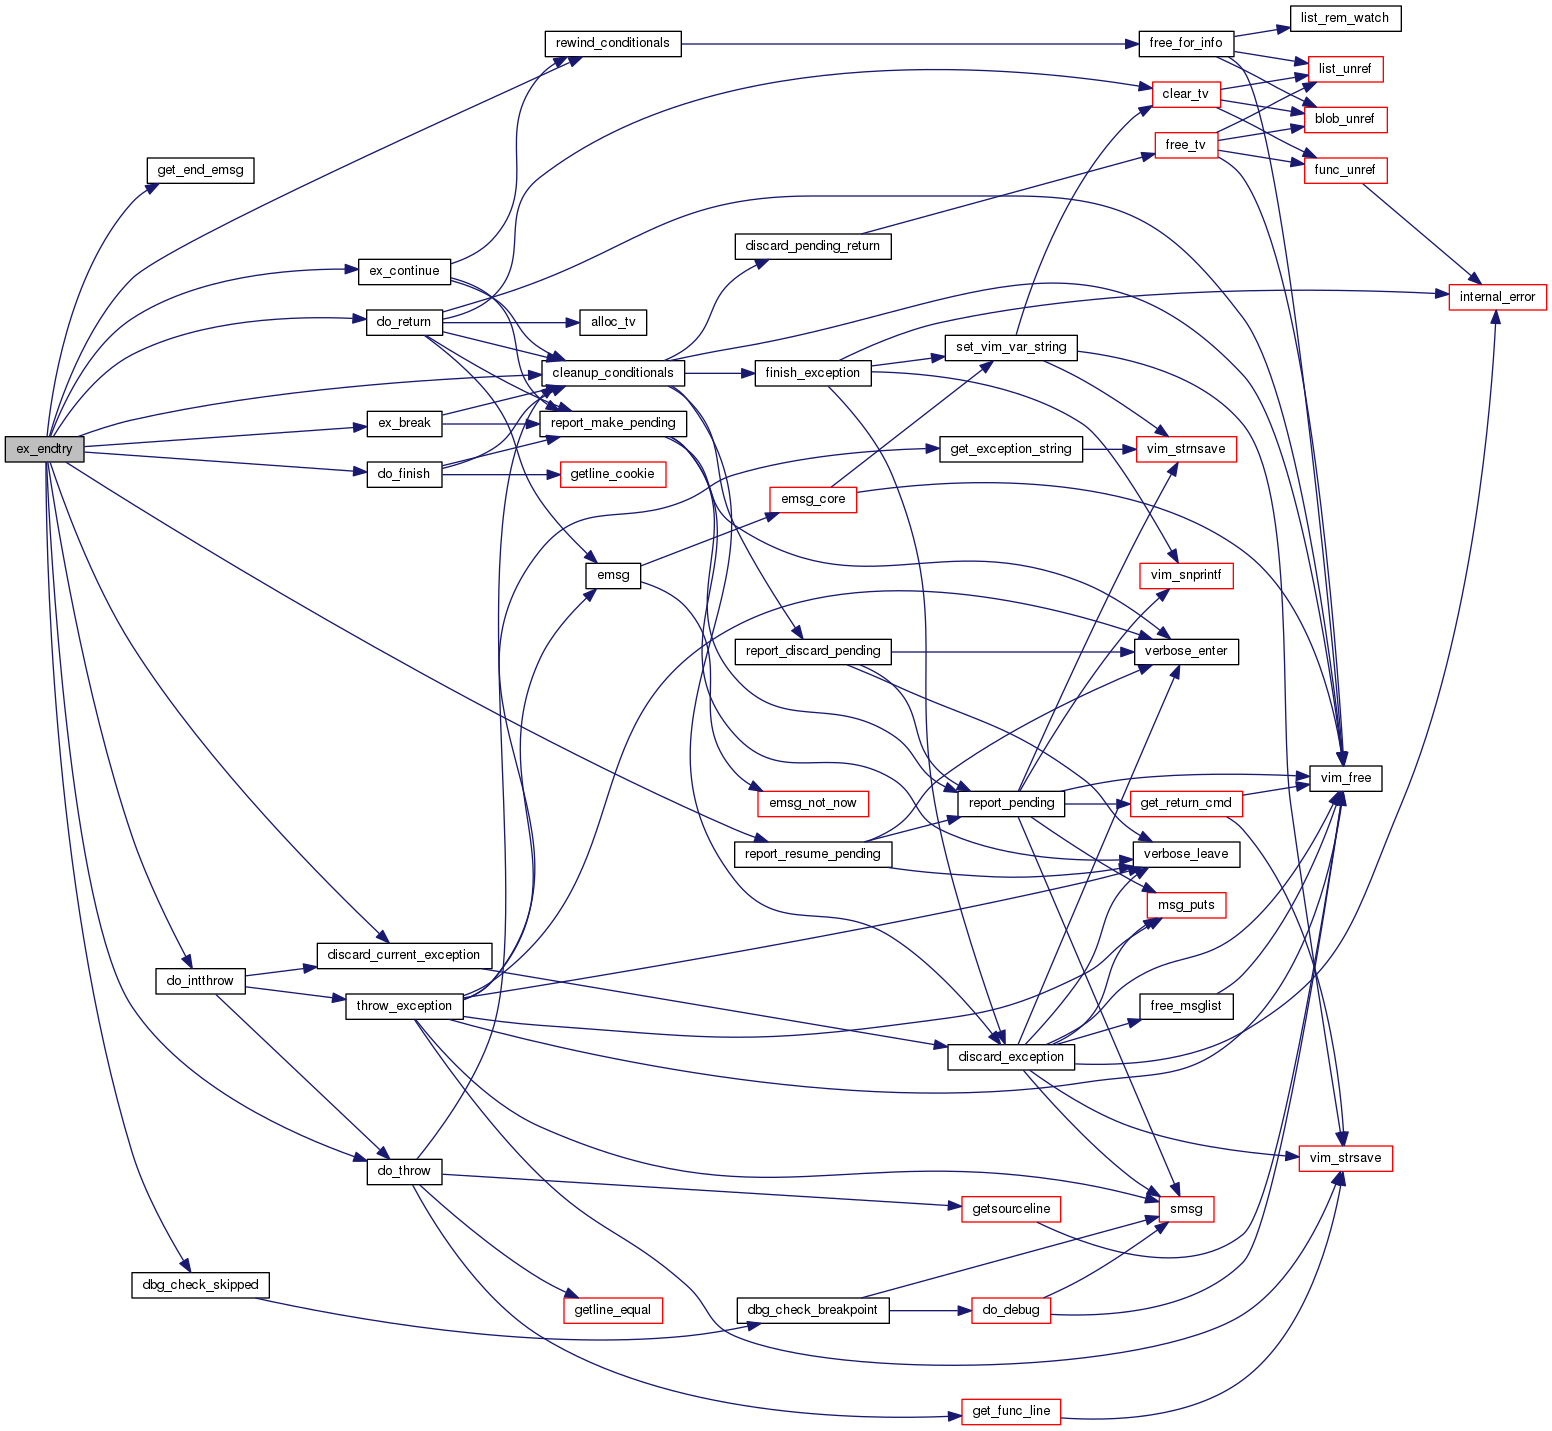 list_rem_watch
rewind_conditionals
free_for_info
list_unref
clear_tv
blob_unref
free_tv
get_end_emsg
func_unref
discard_pending_return
ex_continue
internal_error
do_return
alloc_tv
set_vim_var_string
cleanup_conditionals
finish_exception
ex_break
report_make_pending
ex_endtry
get_exception_string
vim_strnsave
do_finish
getline_cookie
emsg_core
emsg
vim_snprintf
report_discard_pending
verbose_enter
vim_free
emsg_not_now
report_pending
get_return_cmd
report_resume_pending
verbose_leave
msg_puts
discard_current_exception
do_intthrow
throw_exception
free_msglist
discard_exception
vim_strsave
do_throw
getsourceline
smsg
dbg_check_skipped
getline_equal
dbg_check_breakpoint
do_debug
get_func_line